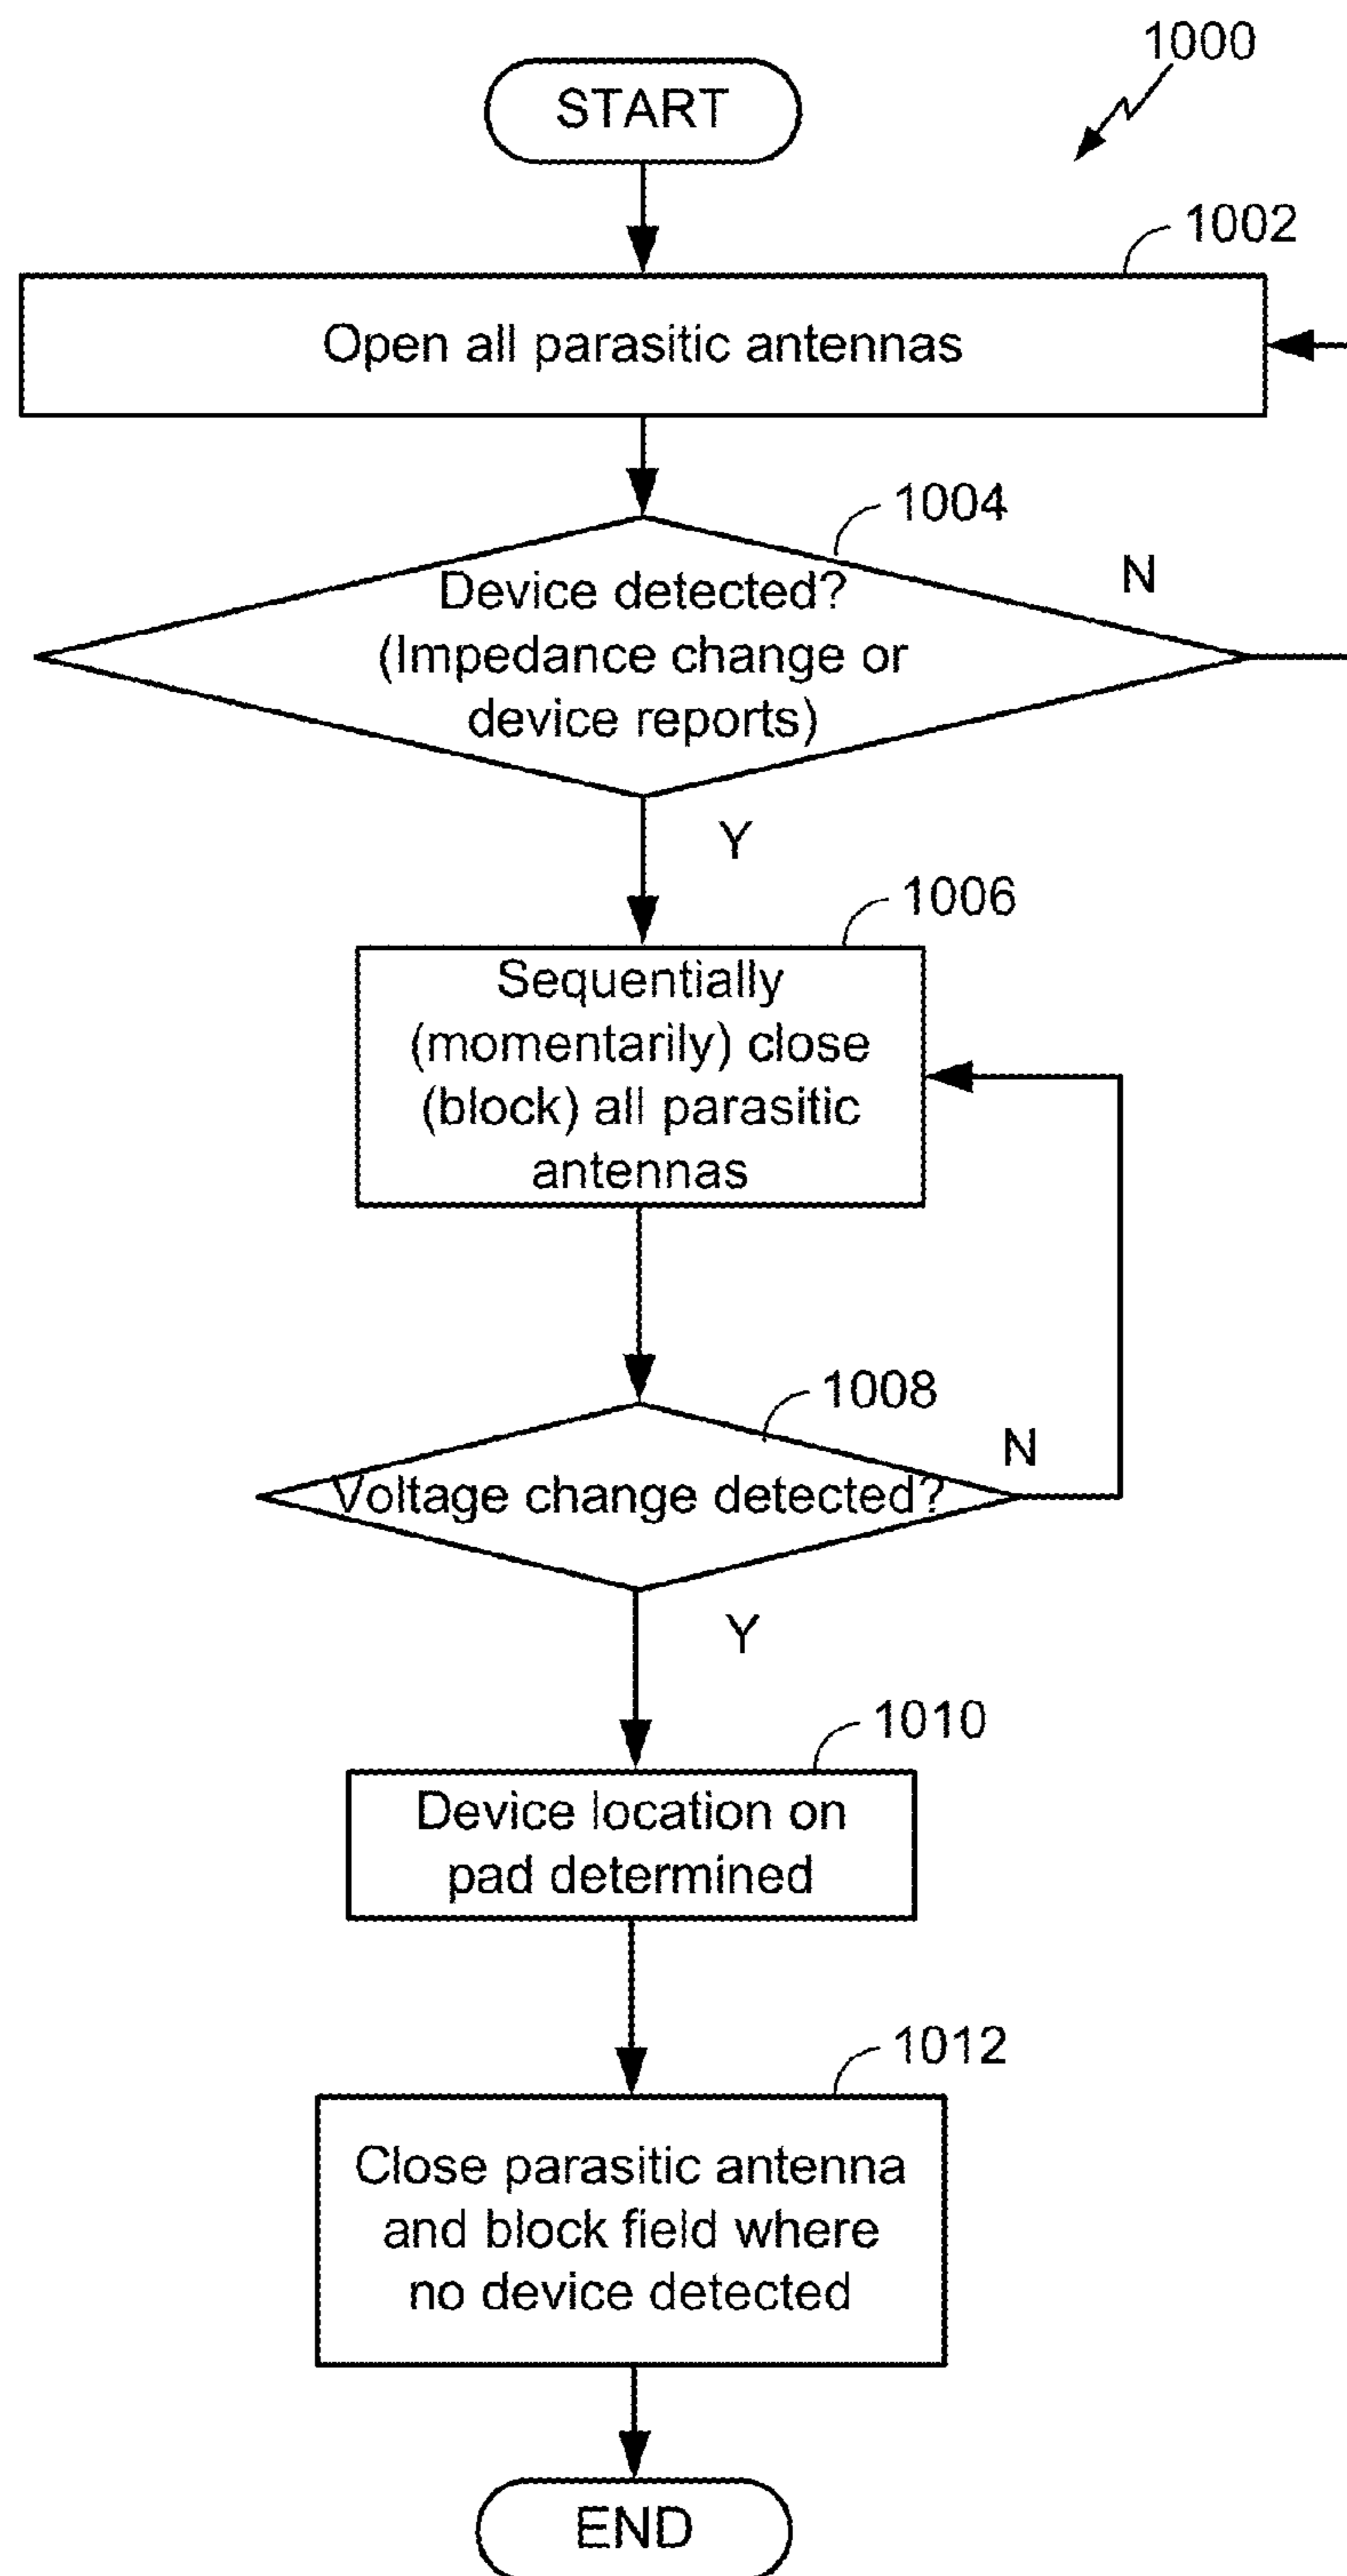 1000
START
1002
Open all parasitic antennas
1004
N
Device detected?
(Impedance change or
device reports)
Y
1006
Sequentially
(momentarily) close
(block) all parasitic
antennas
1008
N
Voltage change detected?
Y
1010
Device location on
pad determined
1012
Close parasitic antenna
and block field where
no device detected
END